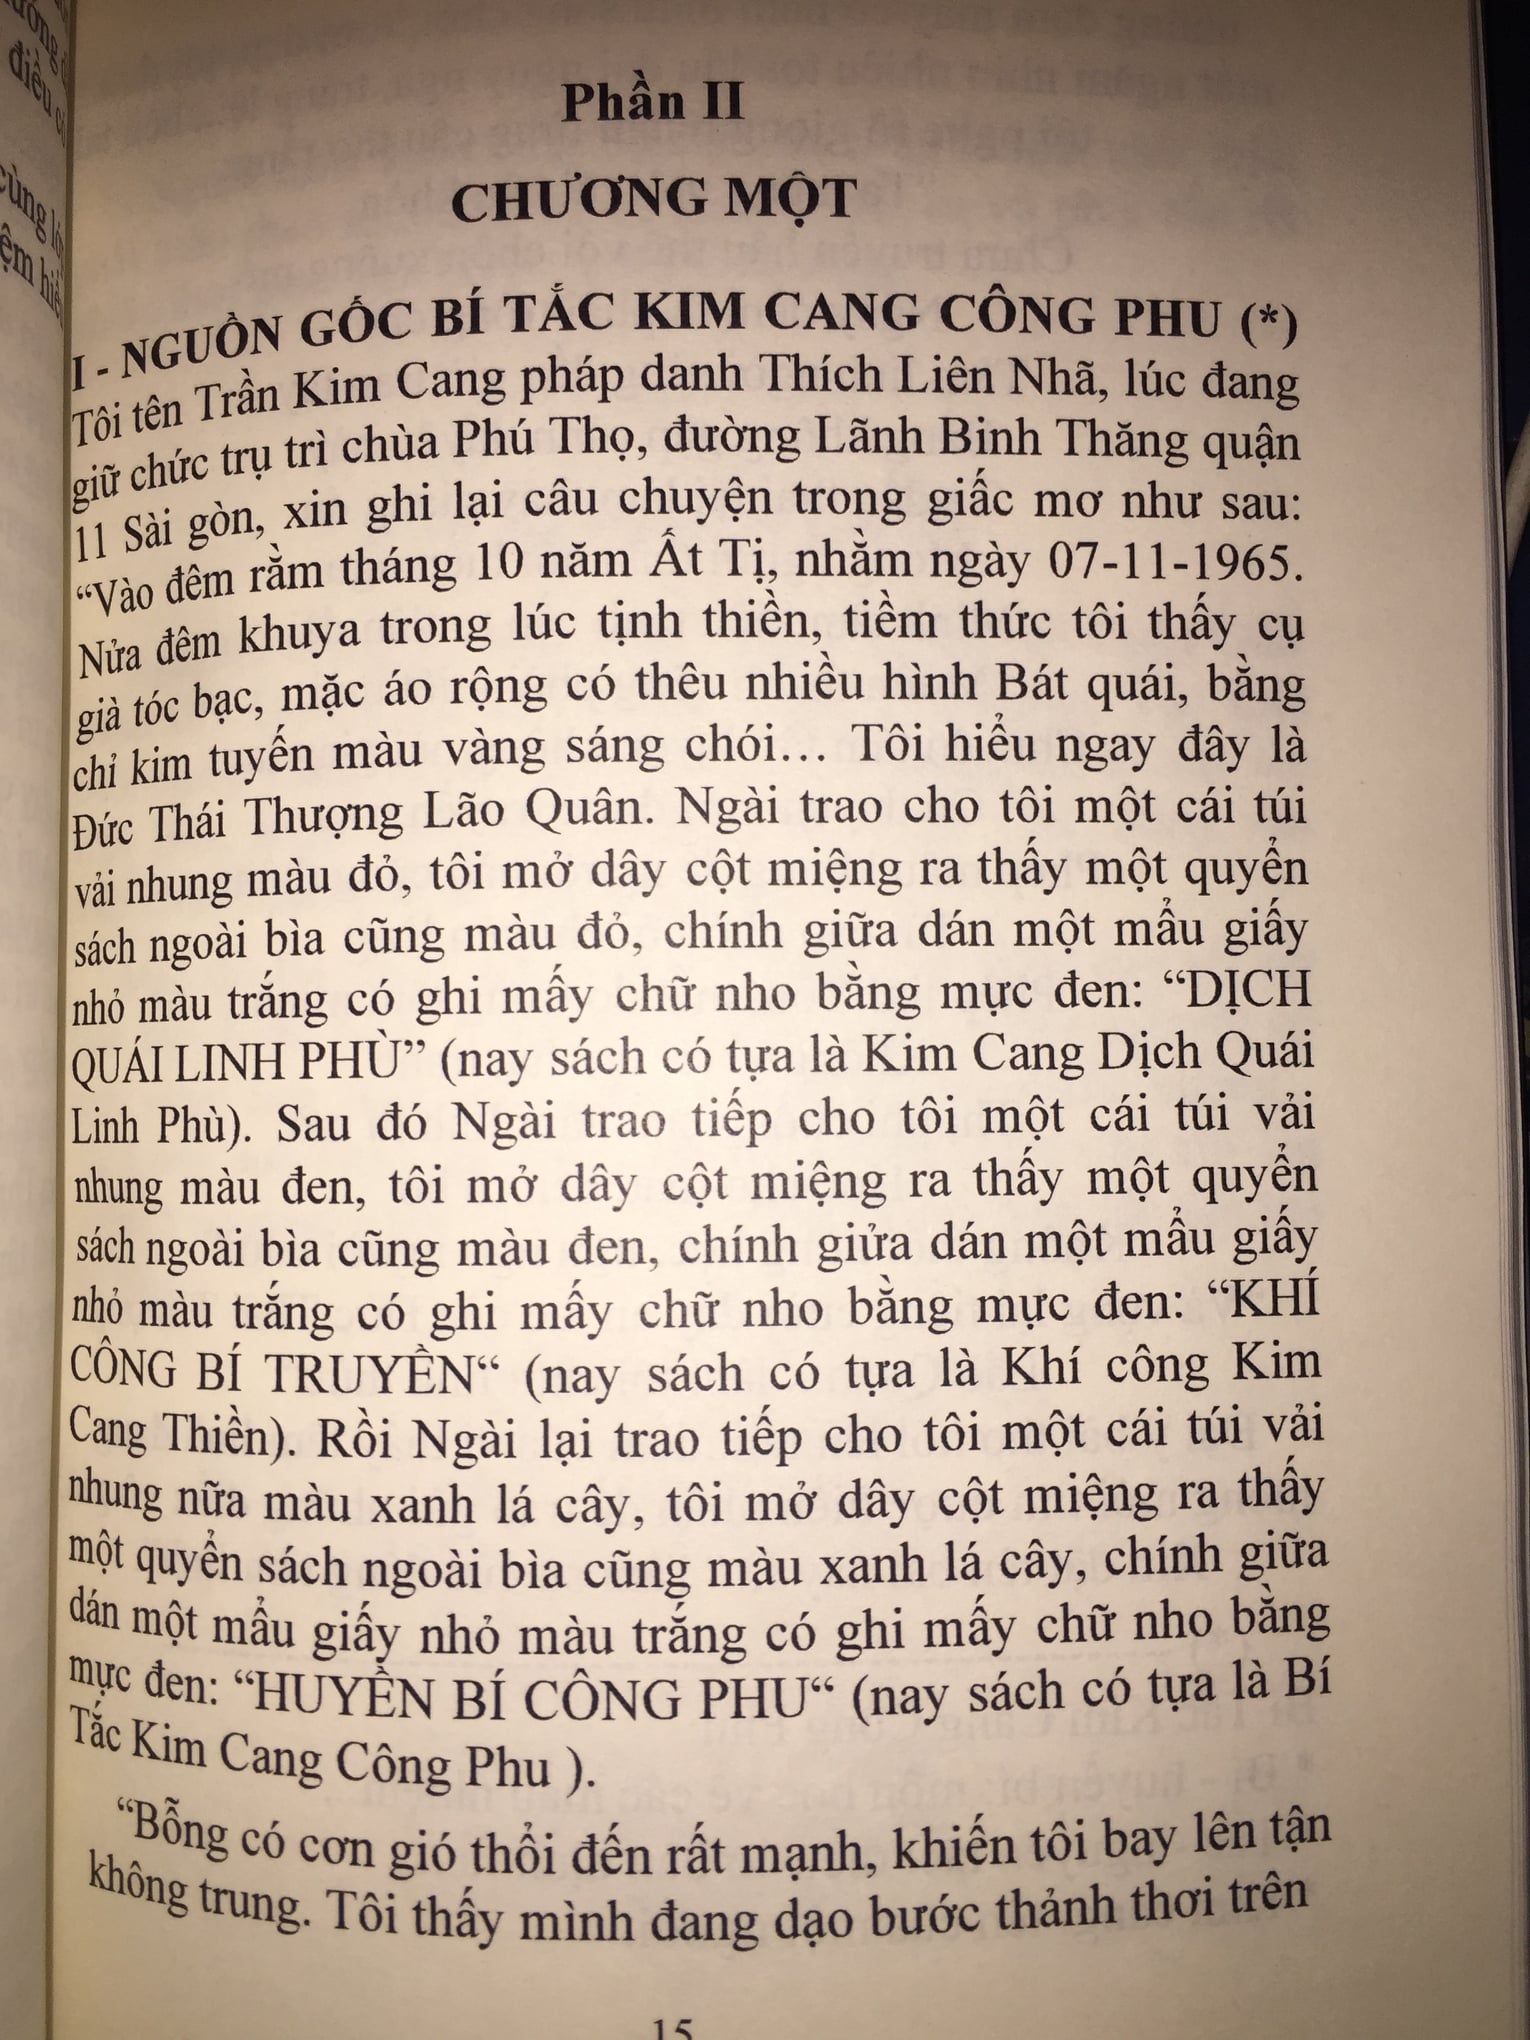 Phần II
CHƯƠNG MỘT
I - NGUỒN GỐC BÍ TẮC KIM CANG CÔNG PHU (*)
Tôi tên Trần Kim Cang pháp danh Thích Liên Nhã, lúc đang
giữ chức trụ trì chùa Phú Thọ, đường Lãnh Binh Thăng quận
11 Sài gòn, xin ghi lại câu chuyện trong giấc mơ như sau:
“Vào đêm rằm tháng 10 năm Ất Tị, nhằm ngày 07-11-1965.
Nửa đêm khuya trong lúc tịnh thiền, tiềm thức tôi thấy cụ
già tóc bạc, mặc áo rộng có thêu nhiều hình Bát quái, bằng
chỉ kim tuyến màu vàng sáng chói... Tôi hiểu ngay đây là
Đức Thái Thượng Lão Quân. Ngài trao cho tôi một cái túi
vải nhung màu đỏ, tôi mở dây cột miệng ra thấy một quyển
sách ngoài bìa cũng màu đỏ, chính giữa dán một mẩu giấy
nhỏ màu trắng có ghi mấy chữ nho bằng mực đen: “DỊCH
QUÁI LINH PHÙ” (nay sách có tựa là Kim Cang Dịch Quái
Linh Phù). Sau đó Ngài trao tiếp cho tôi một cái túi vải
nhung màu đen, tôi mở dây cột miệng ra thấy một quyển
sách ngoài bìa cũng màu đen, chính giửa dán một mẩu giấy
nhỏ màu trắng có ghi mấy chữ nho bằng mực đen: “KHÍ
CÔNG BÍ TRUYỀN“ (nay sách có tựa là Khí công Kim
Cang Thiền). Rồi Ngài lại trao tiếp cho tôi một cái túi vải
nhung nữa màu xanh lá cây, tôi mở dây cột miệng ra thấy
một quyển sách ngoài bìa cũng màu xanh lá cây, chính giữa
dán một mẩu giấy nhỏ màu trắng có ghi mấy chữ nho bằng
mực đen: “HUYỀN BÍ CÔNG PHU“ (nay sách có tựa là Bí
Tắc Kim Cang Công Phu ).
“Bỗng có cơn gió thổi đến rất mạnh, khiến tôi bay lên tận
không trung. Tôi thấy mình đang dạo bước thảnh thơi trên
15